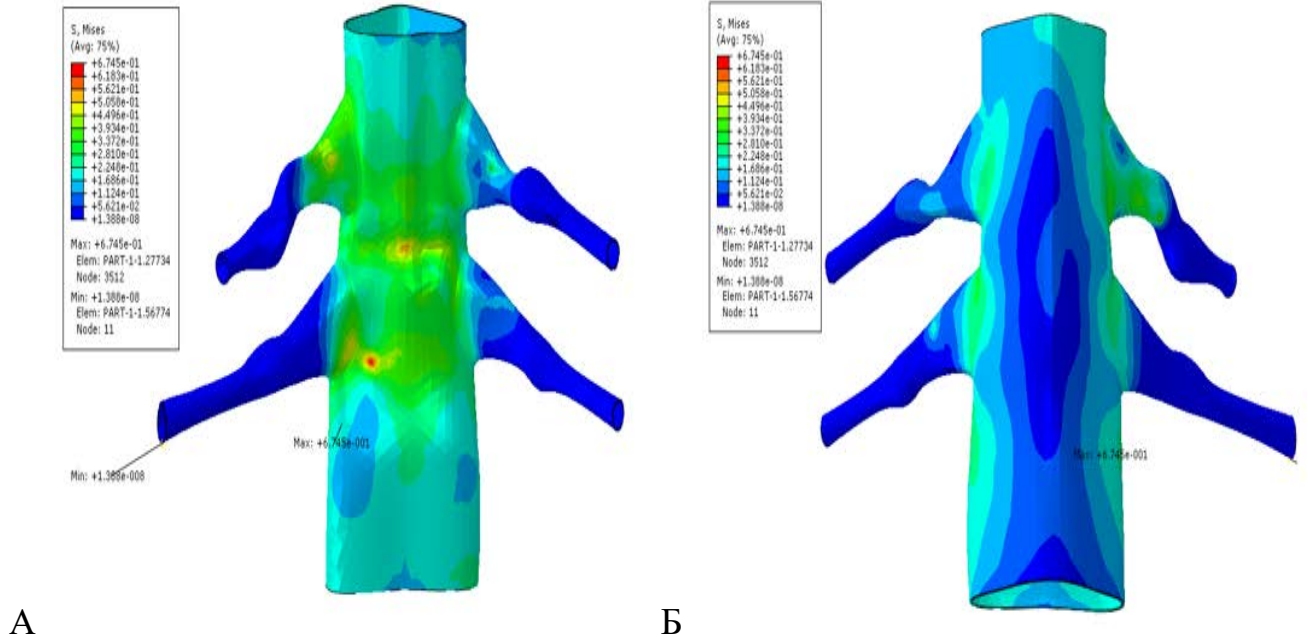 S, Mises
(Avg: 75%)
+6.745e-01
+6.183e-01
+5.621e-01
+5.058e-01
+4.496e-01
+3.934e-01
+3.372e-01
+2.810e-01
+2.248e-01
+1.686e-01
+1.124e-01
+5.621e-02
+1.388e-08
Max: +6.745e-01
Elem: PART-1-1.27734
Node: 3512
Min: +1.388e-08
Elem: PART-1-1.56774
Node: 11
Max: +6.745e-001
Min: +1.388e-008
А
S, Mises
(Avg: 75%)
+6.745e-01
+6.183e-01
+5.621e-01
+5.058e-01
+4.496e-01
+3.934e-01
+3.372e-01
+2.810e-01
+2.248e-01
+1.686e-01
+1.124e-01
+5.621e-02
+1.388e-08
Max: +6.745e-01
Elem: PART-1-1.27734
Node: 3512
Min: +1.388e-08
Elem: PART-1-1.56774
Node: 11
Max: +6.745e-001
Б